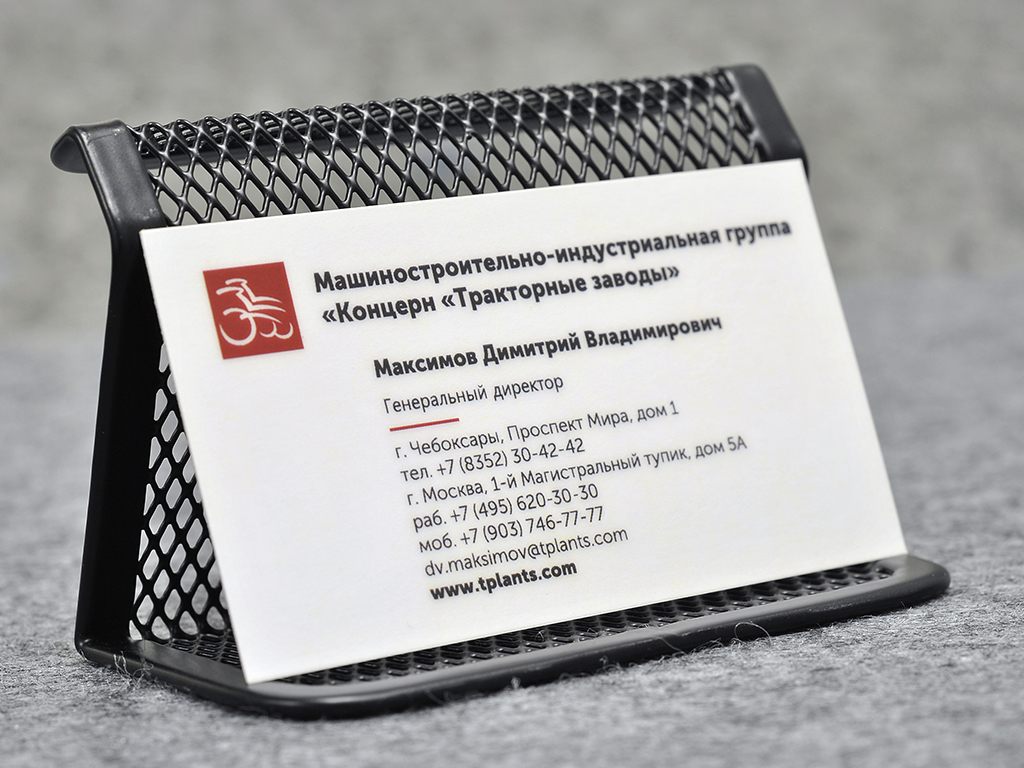 Машиностроительно-индустриальная группа
«Концерн «Тракторные заводы»
Максимов Димитрий Владимирович
Генеральный директор
г. Чебоксары, Проспект Мира, дом 1
тел. +7 (8352) 30-42-42
г. Москва, 1-й Магистральный тупик, дом 5А
раб. +7 (495) 620-30-30
моб. +7 (903) 746-77-77
dv.maksimov@tplants.com
www.tplants.com